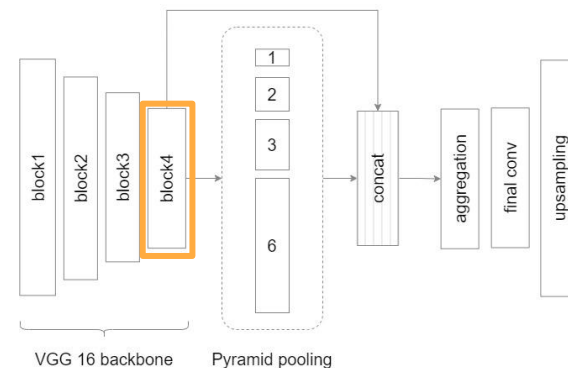 block1
block2
block3
block4
1
2
3
6
concat
aggregation
final conv
upsampling
VGG 16 backbone
Pyramid pooling